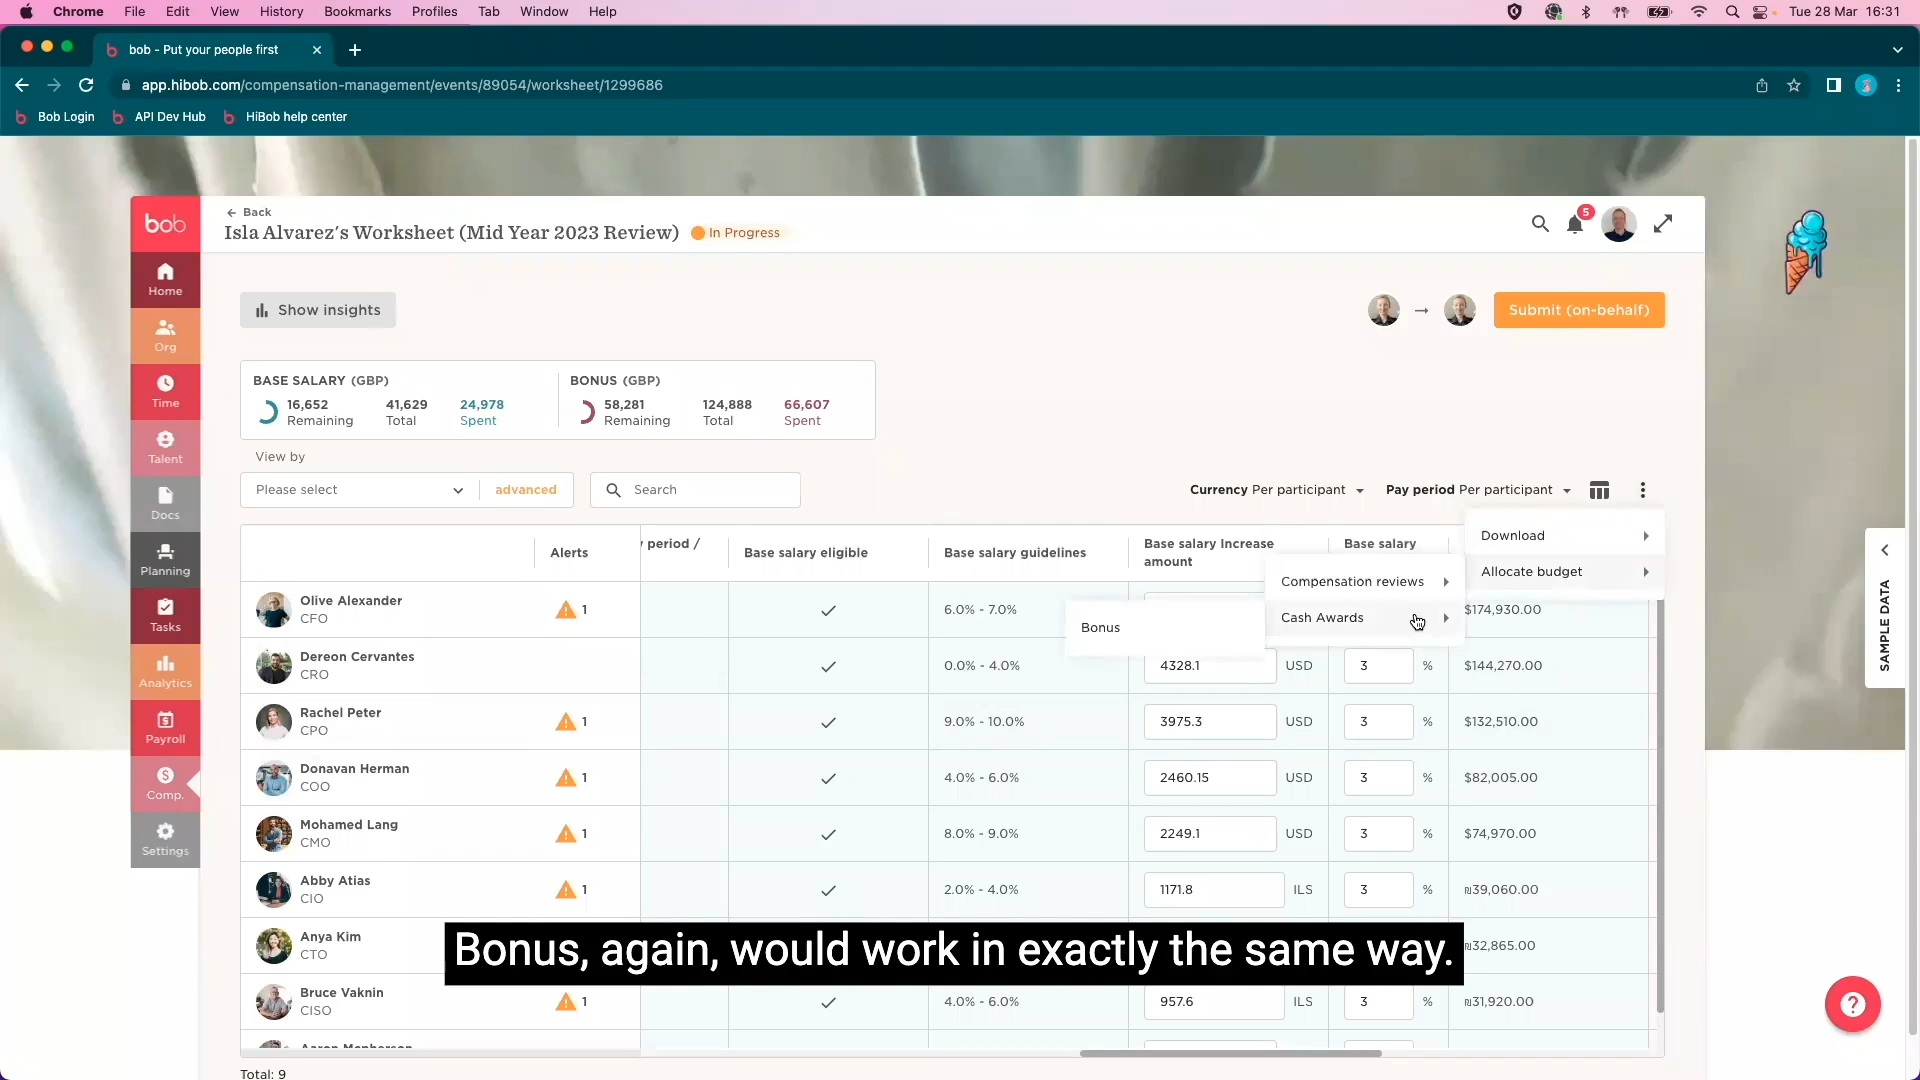 Chrome File Edit View History Bookmarks Profiles Tab Window Help Tue 28 Mar 16:31
bob - Put your people first
app.hibob.com/compensation-management/events/89054/worksheet/1299686
Bob Login API Dev Hub HiBob help center
bob
Home
Org
Time
Talent
Docs
Planning
Tasks
Analytics
Payroll
Comp.
Settings
Back
Isla Alvarez's Worksheet (Mid Year 2023 Review) In Progress
5
Show insights
Submit (on-behalf)
BASE SALARY (GBP) BONUS (GBP)
16,652 41,629 24,978 58,281 124,888 66,607
Remaining Total Spent Remaining Total Spent
View by
Please select advanced Search
Currency Per participant Pay period Per participant
Download
Allocate budget
Compensation reviews
Cash Awards
Bonus
Alerts period / Base salary eligible Base salary guidelines Base salary Increase amount Base salary
Olive Alexander
CFO
1 6.0% - 7.0% $174,930.00
Dereon Cervantes
CRO
0.0% - 4.0% 4328.1 USD 3 % $144,270.00
Rachel Peter
CPO
1 9.0% - 10.0% 3975.3 USD 3 % $132,510.00
Donavan Herman
COO
1 4.0% - 6.0% 2460.15 USD 3 % $82,005.00
Mohamed Lang
CMO
1 8.0% - 9.0% 2249.1 USD 3 % $74,970.00
Abby Atias
CIO
1 2.0% - 4.0% 1171.8 ILS 3 % ₪39,060.00
Anya Kim
CTO
₪32,865.00
Bruce Vaknin
CISO
1 4.0% - 6.0% 957.6 ILS 3 % ₪31,920.00
Total: 9
SAMPLE DATA
Bonus, again, would work in exactly the same way.